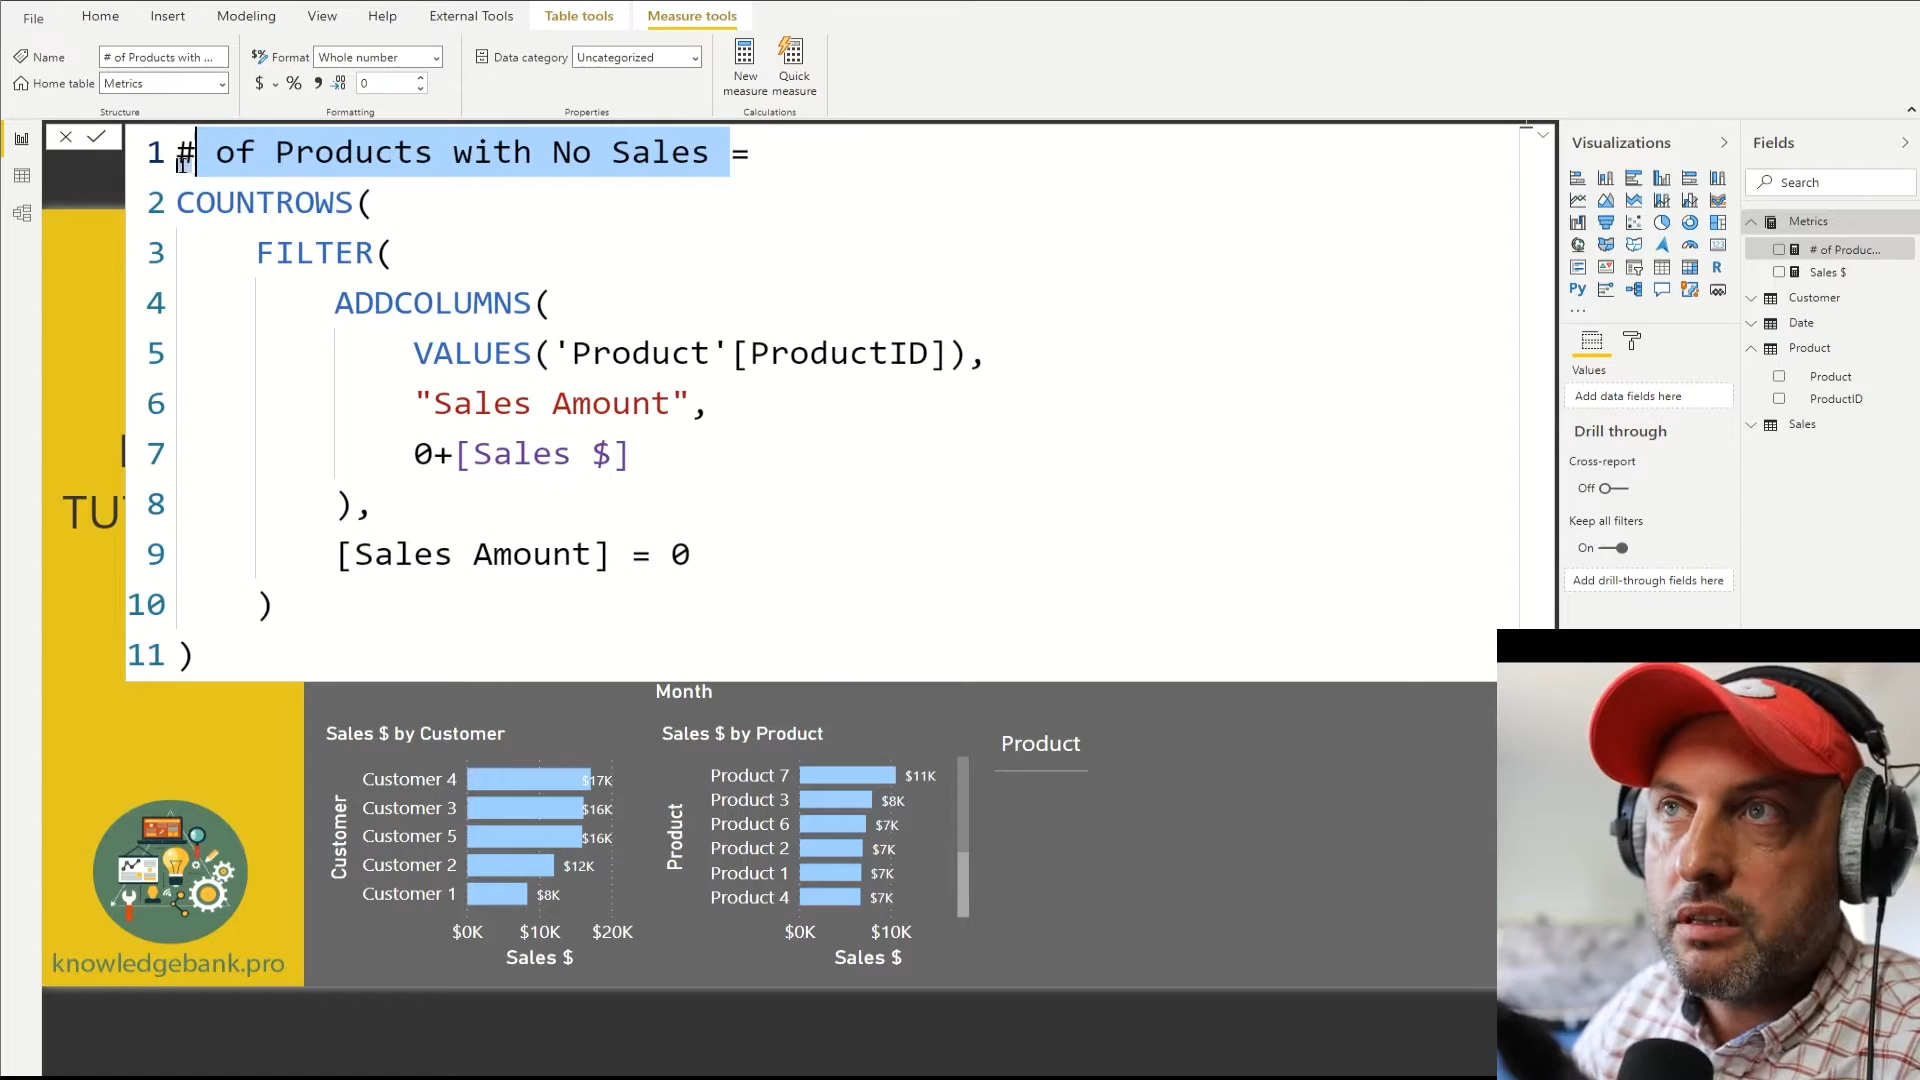 File
Home
Insert
Modeling
View
Help
External Tools
Table tools
Measure tools
Name
# of Products with ...
Home table
Metrics
Structure
Format
Whole number
$
%
0
Formatting
Data category
Uncategorized
Properties
New measure
Quick measure
Calculations
1 # of Products with No Sales =
2 COUNTROWS(
3 FILTER(
4 ADDCOLUMNS(
5 VALUES('Product'[ProductID]),
6 "Sales Amount",
7 0+[Sales $]
8 ),
9 [Sales Amount] = 0
10 )
11 )
TU
Month
Sales $ by Customer
Customer
Customer 4 $17K
Customer 3 $16K
Customer 5 $16K
Customer 2 $12K
Customer 1 $8K
$0K $10K $20K
Sales $
Sales $ by Product
Product
Product 7 $11K
Product 3 $8K
Product 6 $7K
Product 2 $7K
Product 1 $7K
Product 4 $7K
$0K $10K
Sales $
Product
knowledgebank.pro
Visualizations
R
Py
...
Values
Add data fields here
Drill through
Cross-report
Off
Keep all filters
On
Add drill-through fields here
Fields
Search
Metrics
# of Produc...
Sales $
Customer
Date
Product
Product
ProductID
Sales